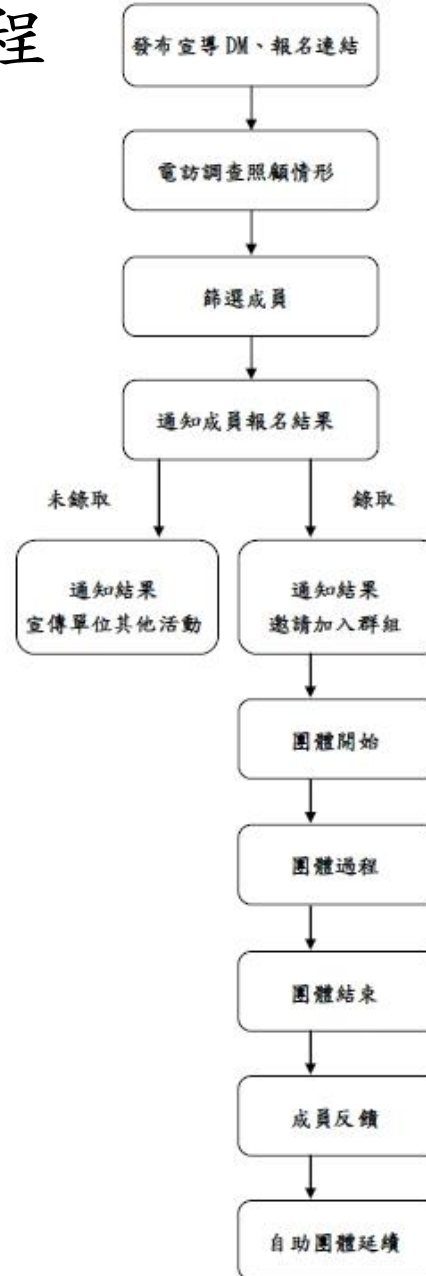 程
發布宣導 DM、報名連結
電訪調查照顧情形
篩選成員
通知成員報名結果
未錄取
錄取
通知結果
宣傳單位其他活動
通知結果
邀請加入群組
團體開始
團體過程
團體結束
成員反饋
自助團體延續